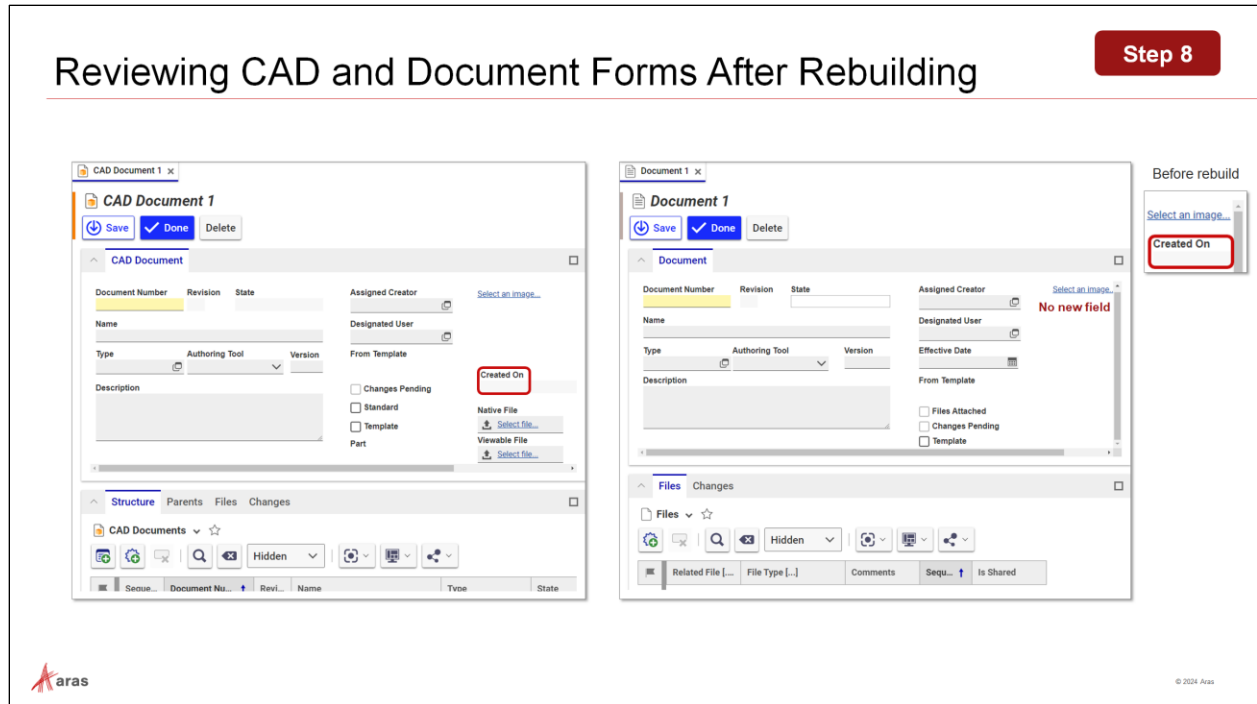 Reviewing CAD and Document Forms After Rebuilding
Step 8
CAD Document 1 x
CAD Document 1
Save
Done
Delete
CAD Document
Document Number Revision State
Assigned Creator
Select an image...
Name
Designated User
Type Authoring Tool Version
From Template
Created On
Description
Changes Pending
Standard
Native File
Select file...
Template
Viewable File
Part
Select file...
Structure Parents Files Changes
CAD Documents
Hidden
Seque... Document Nu... Revi... Name Type State
Document 1 x
Document 1
Save
Done
Delete
Document
Document Number Revision State
Assigned Creator
Select an image...
No new field
Name
Designated User
Type Authoring Tool Version
Effective Date
Description
From Template
Files Attached
Changes Pending
Template
Files Changes
Files
Hidden
Related File [... File Type [...] Comments Sequ... Is Shared
Before rebuild
Select an image...
Created On
aras
© 2024 Aras